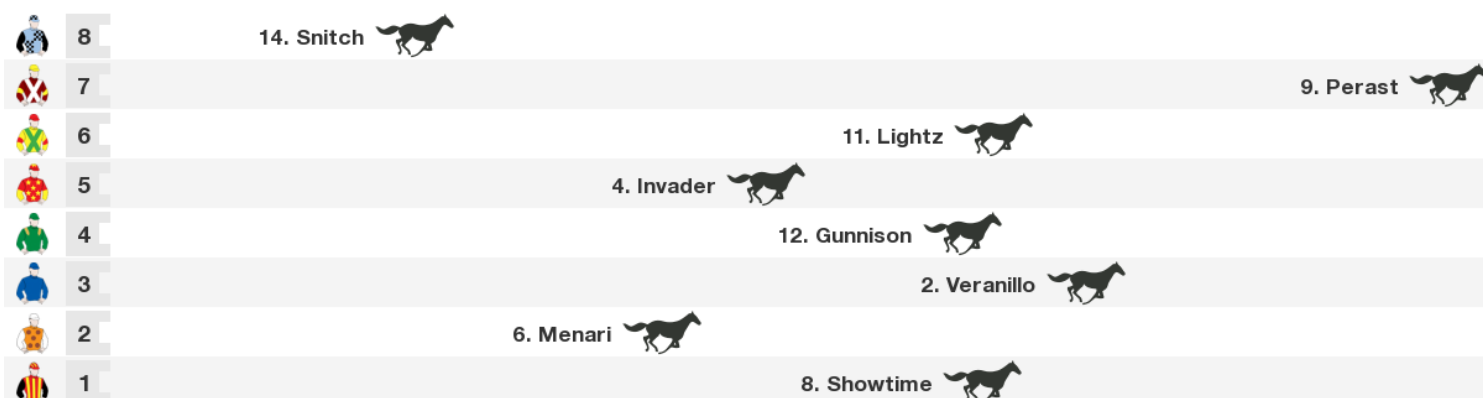 8 14. Snitch
7 9. Perast
6 11. Lightz
5 4. Invader
4 12. Gunnison
3 2. Veranillo
2 6. Menari
1 8. Showtime